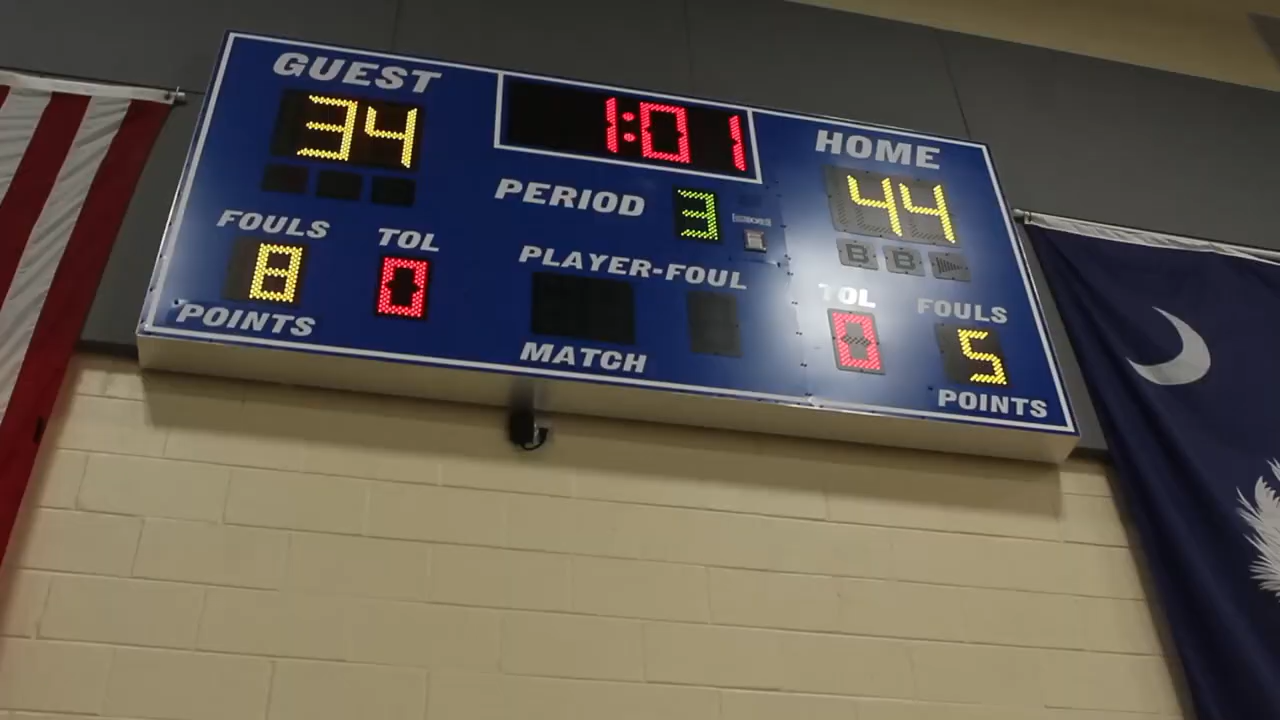 GUEST
34
1:01
HOME
44
PERIOD 3
B B
FOULS
8
TOL
0
PLAYER-FOUL
TOL
0
FOULS
5
POINTS
MATCH
POINTS